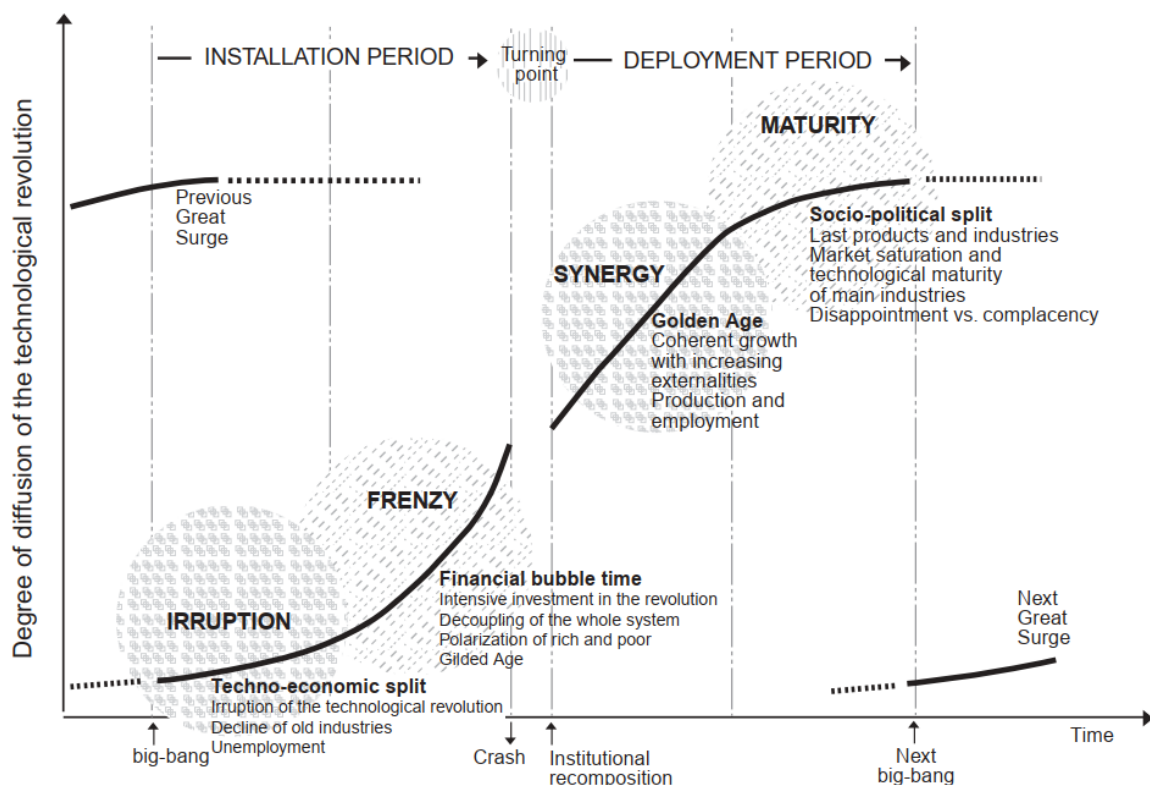 Degree of diffusion of the technological revolution
INSTALLATION PERIOD
Turning
point
DEPLOYMENT PERIOD
MATURITY
Previous
Great
Surge
Socio-political split
Last products and industries
Market saturation and
technological maturity
of main industries
Disappointment vs. complacency
SYNERGY
Golden Age
Coherent growth
with increasing
externalities
Production and
employment
FRENZY
Financial bubble time
Intensive investment in the revolution
Decoupling of the whole system
Polarization of rich and poor
Gilded Age
IRRUPTION
Techno-economic split
Irruption of the technological revolution
Decline of old industries
Unemployment
Next
Great
Surge
Time
big-bang
Crash
Institutional
recomposition
Next
big-bang